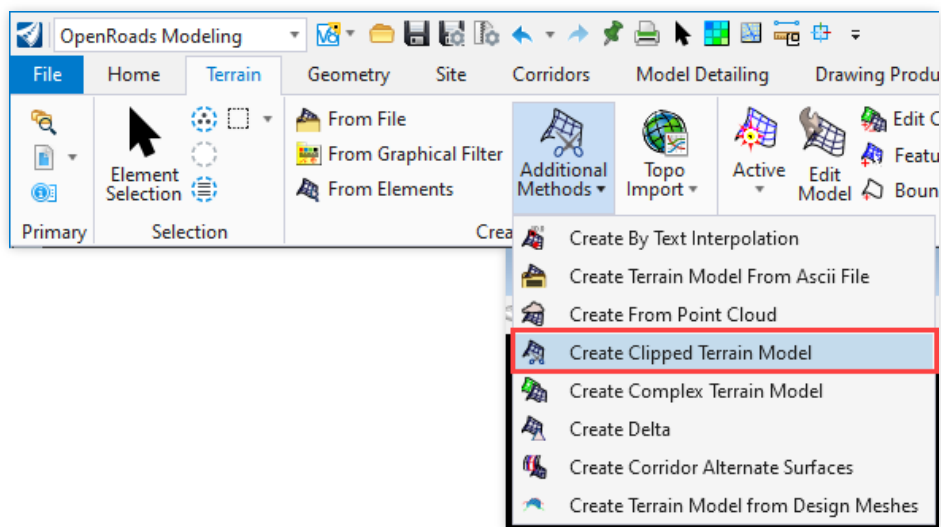 OpenRoads Modeling
File Home Terrain Geometry Site Corridors Model Detailing Drawing Produ
From File
From Graphical Filter
From Elements
Element
Selection
Additional
Methods
Topo
Import
Active
Edit
Model
Edit C
Featu
Boun
Primary Selection Crea
Create By Text Interpolation
Create Terrain Model From Ascii File
Create From Point Cloud
Create Clipped Terrain Model
Create Complex Terrain Model
Create Delta
Create Corridor Alternate Surfaces
Create Terrain Model from Design Meshes